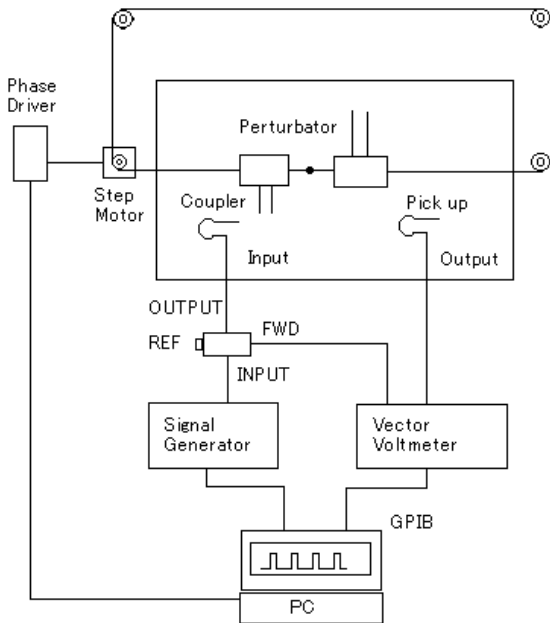 Phase
Driver
Perturbator
Step
Motor
Coupler
Pick up
Input
Output
OUTPUT
REF
FWD
INPUT
Signal
Generator
Vector
Voltmeter
GPIB
PC